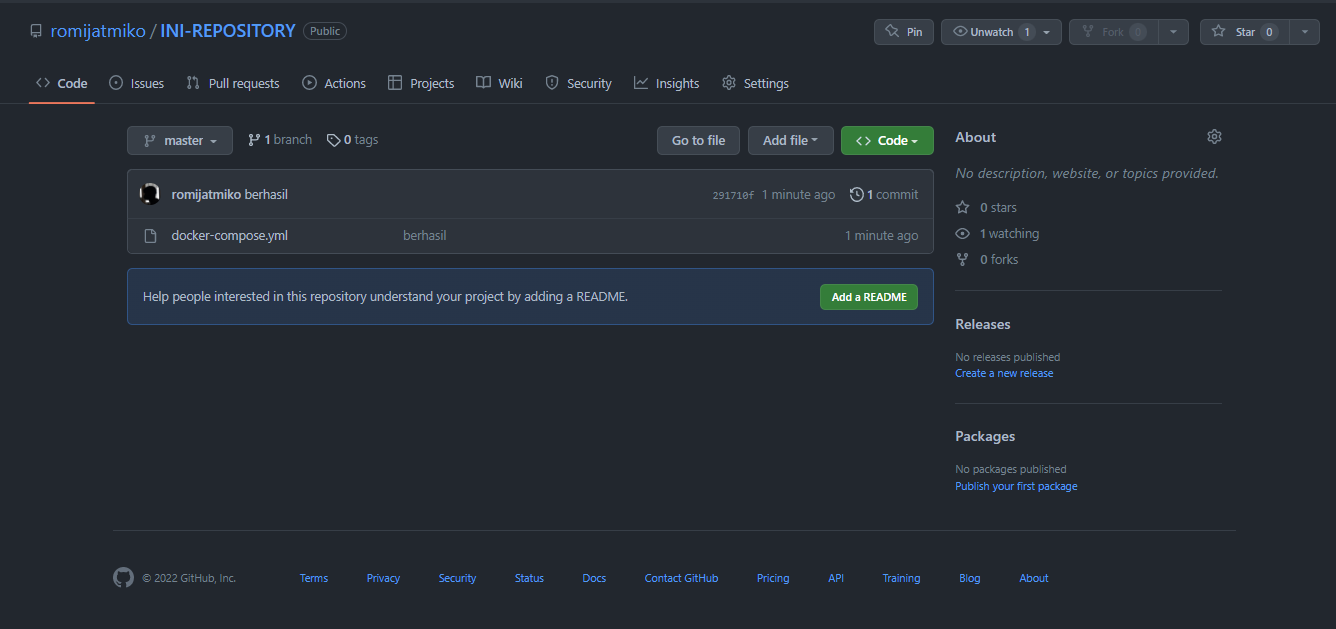 romijatmiko / INI-REPOSITORY Public
Pin Unwatch 1 Fork 0 Star 0
Code Issues Pull requests Actions Projects Wiki Insights Security Settings
master 1 branch 0 tags Go to file Add file Code
romijatmiko berhasil 291710f 1 minute ago 1 commit
docker-compose.yml berhasil 1 minute ago
Help people interested in this repository understand your project by adding a README. Add a README
About
No description, website, or topics provided.
0 stars
1 watching
0 forks
Releases
No releases published
Create a new release
Packages
No packages published
Publish your first package
© 2022 GitHub, Inc. Terms Privacy Security Status Docs Contact GitHub Pricing API Training Blog About